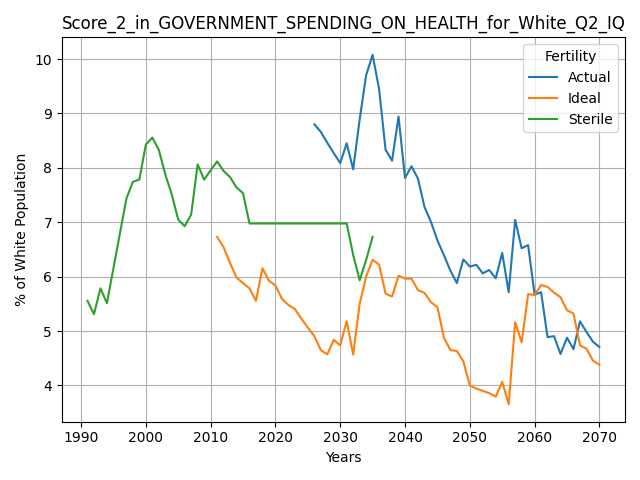 Score_2_in_GOVERNMENT_SPENDING_ON_HEALTH_for_White_Q2_IQ
Fertility
Actual
Ideal
Sterile
% of White Population
10
9
8
7
6
5
4
1990 2000 2010 2020 2030 2040 2050 2060 2070
Years